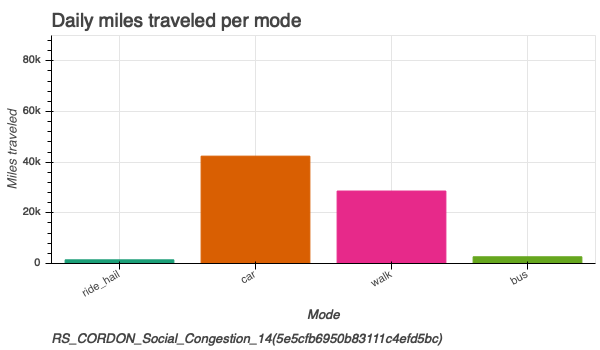 Daily miles traveled per mode
80k
60k
40k
20k
0
Miles traveled
ride_hail
car
walk
bus
Mode
RS_CORDON_Social_Congestion_14(5e5cfb6950b83111c4efd5bc)